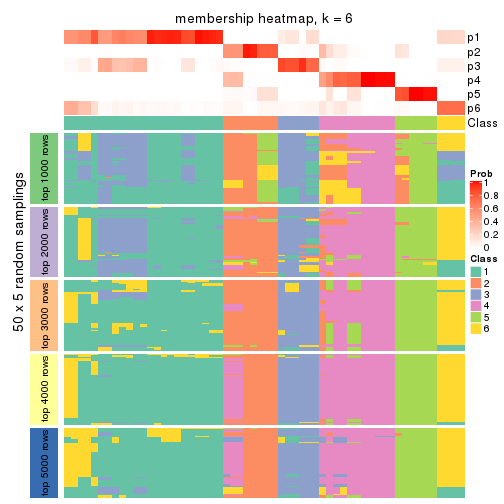 membership heatmap, k = 6
p1
p2
p3
p4
p5
p6
Class
50 x 5 random samplings
top 1000 rows
top 2000 rows
top 3000 rows
top 4000 rows
top 5000 rows
Prob
1
0.8
0.6
0.4
0.2
0
Class
1
2
3
4
5
6